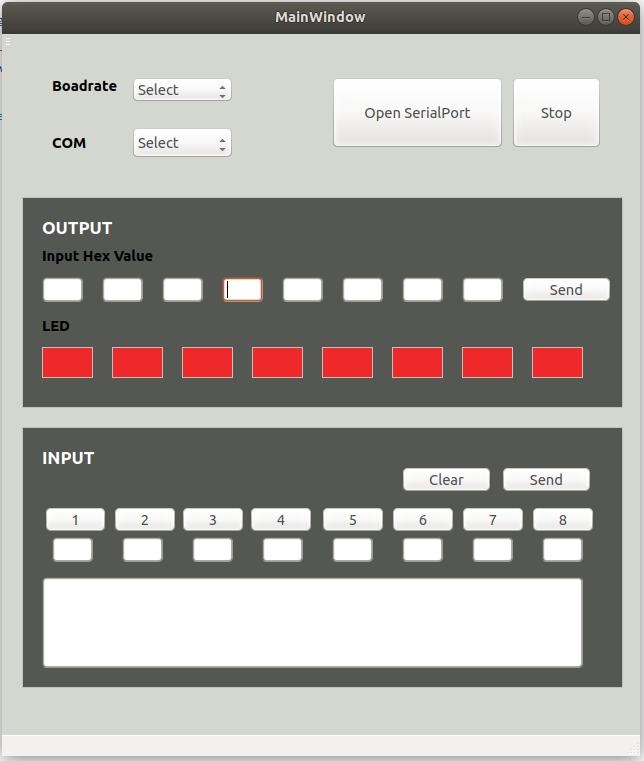 MainWindow
Boadrate Select
Open SerialPort Stop
COM Select
OUTPUT
Input Hex Value
Send
LED
INPUT
Clear Send
1 2 3 4 5 6 7 8